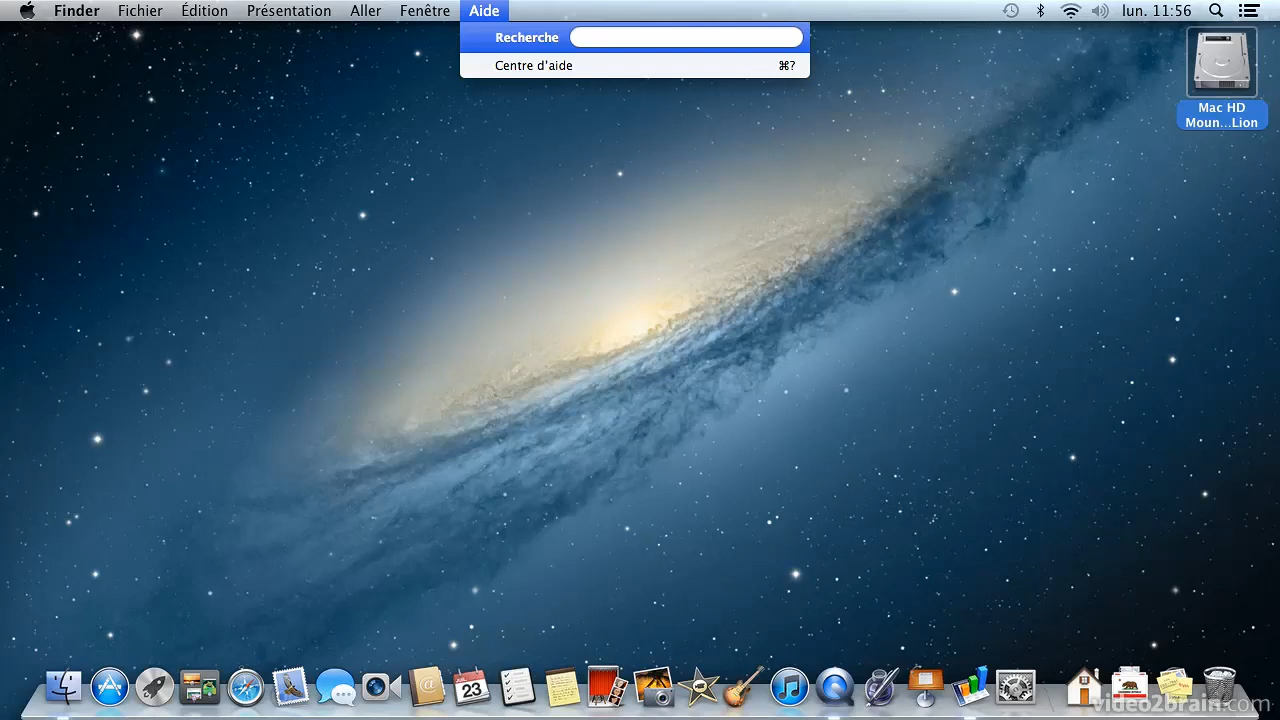 Finder Fichier Édition Présentation Aller Fenêtre Aide lun. 11:56
Recherche
Centre d'aide ⌘?
Mac HD
Moun...Lion
23
video2brain.com